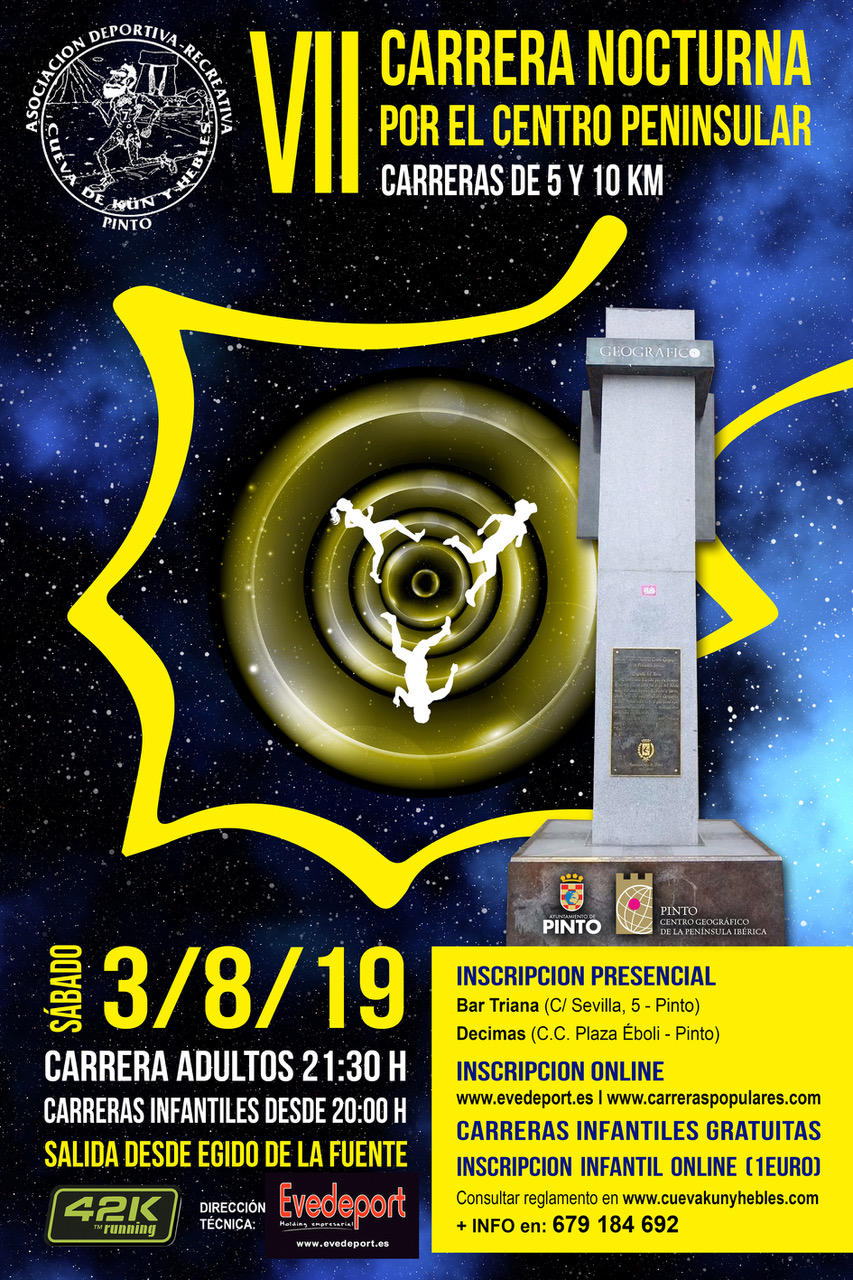 ASOCIACION DEPORTIVA-RECREATIVA
CUEVA DE KUN Y HEBLES
PINTO
VII
CARRERA NOCTURNA
POR EL CENTRO PENINSULAR
CARRERAS DE 5 Y 10 KM
GEOGRÁFICO
AYUNTAMIENTO DE
PINTO
PINTO
CENTRO GEOGRÁFICO
DE LA PENÍNSULA IBÉRICA
SÁBADO
3/8/19
CARRERA ADULTOS 21:30 H
CARRERAS INFANTILES DESDE 20:00 H
SALIDA DESDE EGIDO DE LA FUENTE
42K
™ running
DIRECCIÓN
TÉCNICA:
Evedeport
Holding empresarial
www.evedeport.es
INSCRIPCION PRESENCIAL
Bar Triana (C/ Sevilla, 5 - Pinto)
Decimas (C.C. Plaza Éboli - Pinto)
INSCRIPCION ONLINE
www.evedeport.es I www.carreraspopulares.com
CARRERAS INFANTILES GRATUITAS
INSCRIPCION INFANTIL ONLINE (1EURO)
Consultar reglamento en www.cuevakunyhebles.com
+ INFO en: 679 184 692